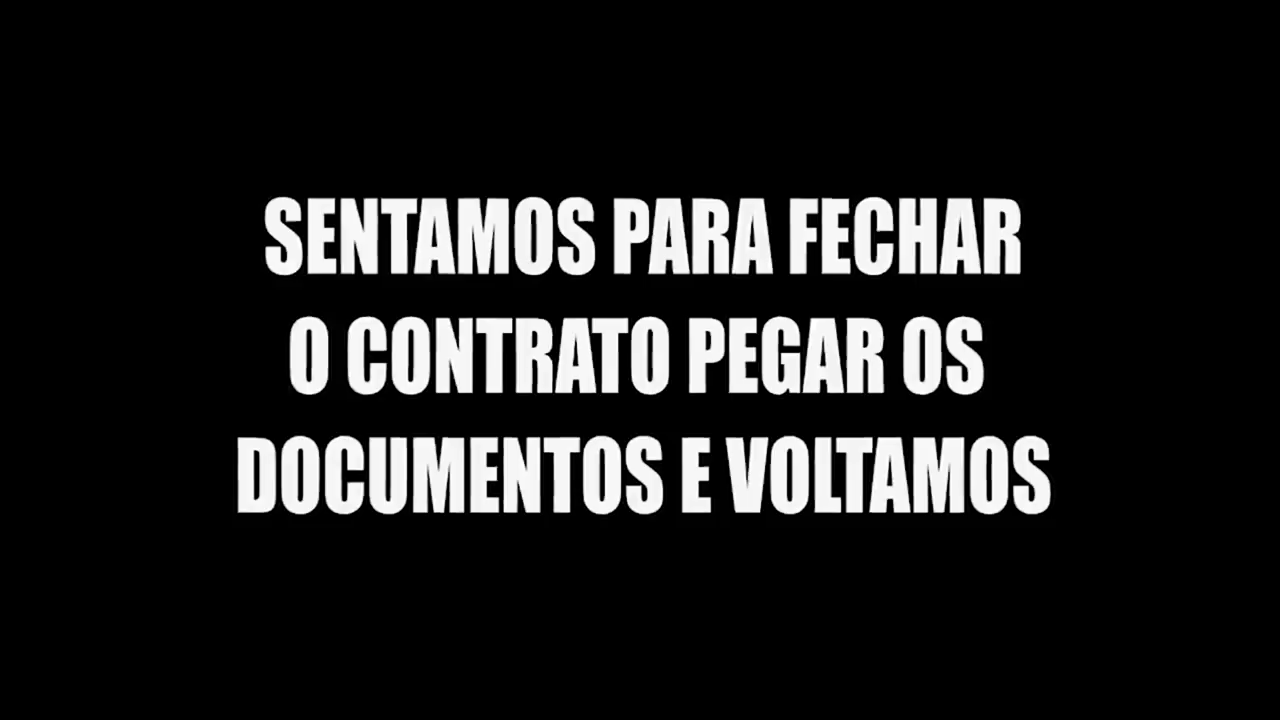 SENTAMOS PARA FECHAR
O CONTRATO PEGAR OS
DOCUMENTOS E VOLTAMOS